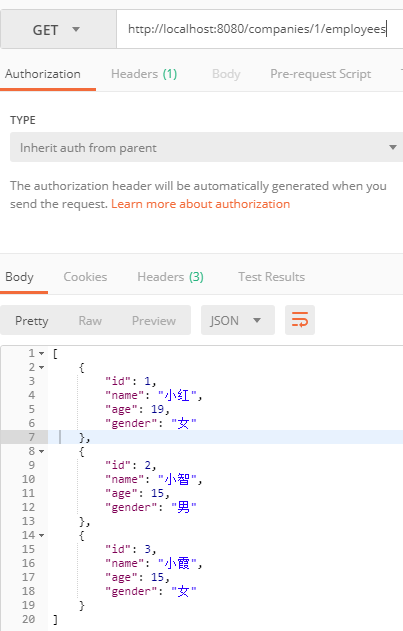 GET http://localhost:8080/companies/1/employees
Authorization Headers (1) Body Pre-request Script
TYPE
Inherit auth from parent
The authorization header will be automatically generated when you
send the request. Learn more about authorization
Body Cookies Headers (3) Test Results
Pretty Raw Preview JSON
1 [
2 {
3 "id": 1,
4 "name": "小红",
5 "age": 19,
6 "gender": "女"
7 },
8 {
9 "id": 2,
10 "name": "小智",
11 "age": 15,
12 "gender": "男"
13 },
14 {
15 "id": 3,
16 "name": "小霞",
17 "age": 15,
18 "gender": "女"
19 }
20 ]